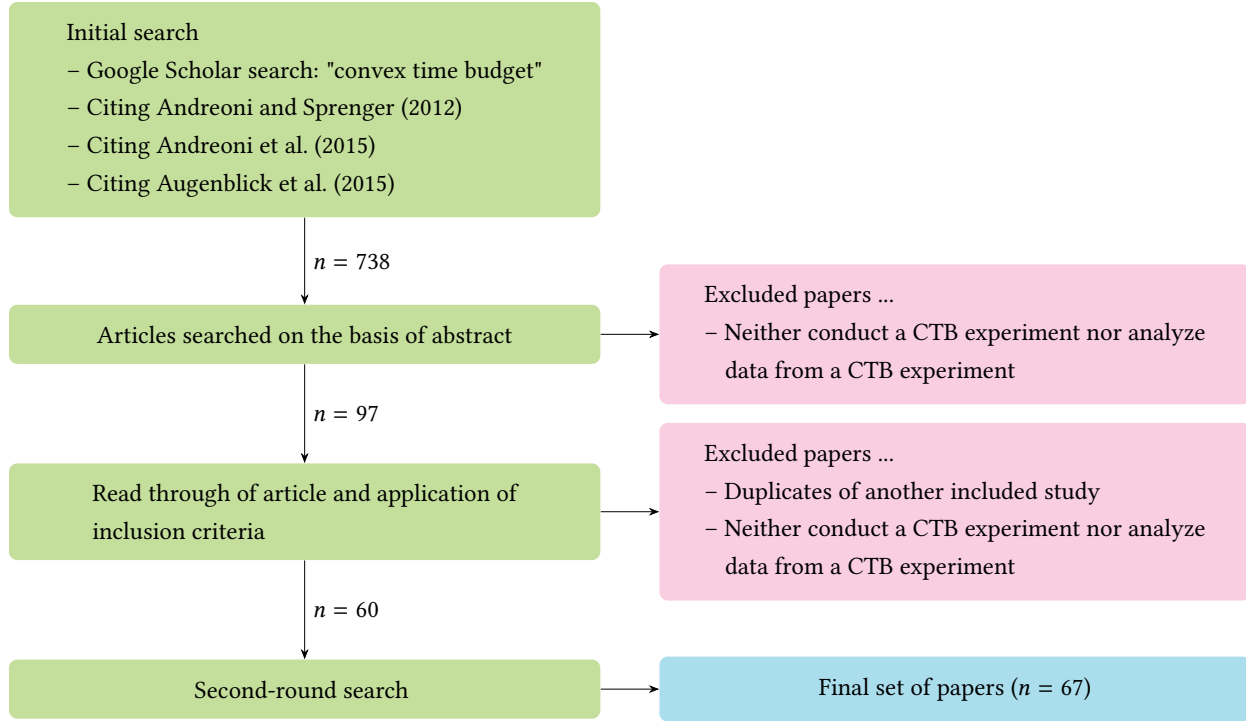 Initial search
– Google Scholar search: "convex time budget"
– Citing Andreoni and Sprenger (2012)
– Citing Andreoni et al. (2015)
– Citing Augenblick et al. (2015)
n = 738
Articles searched on the basis of abstract
Excluded papers ...
– Neither conduct a CTB experiment nor analyze
data from a CTB experiment
n = 97
Read through of article and application of
inclusion criteria
Excluded papers ...
– Duplicates of another included study
– Neither conduct a CTB experiment nor analyze
data from a CTB experiment
n = 60
Second-round search
Final set of papers (n = 67)